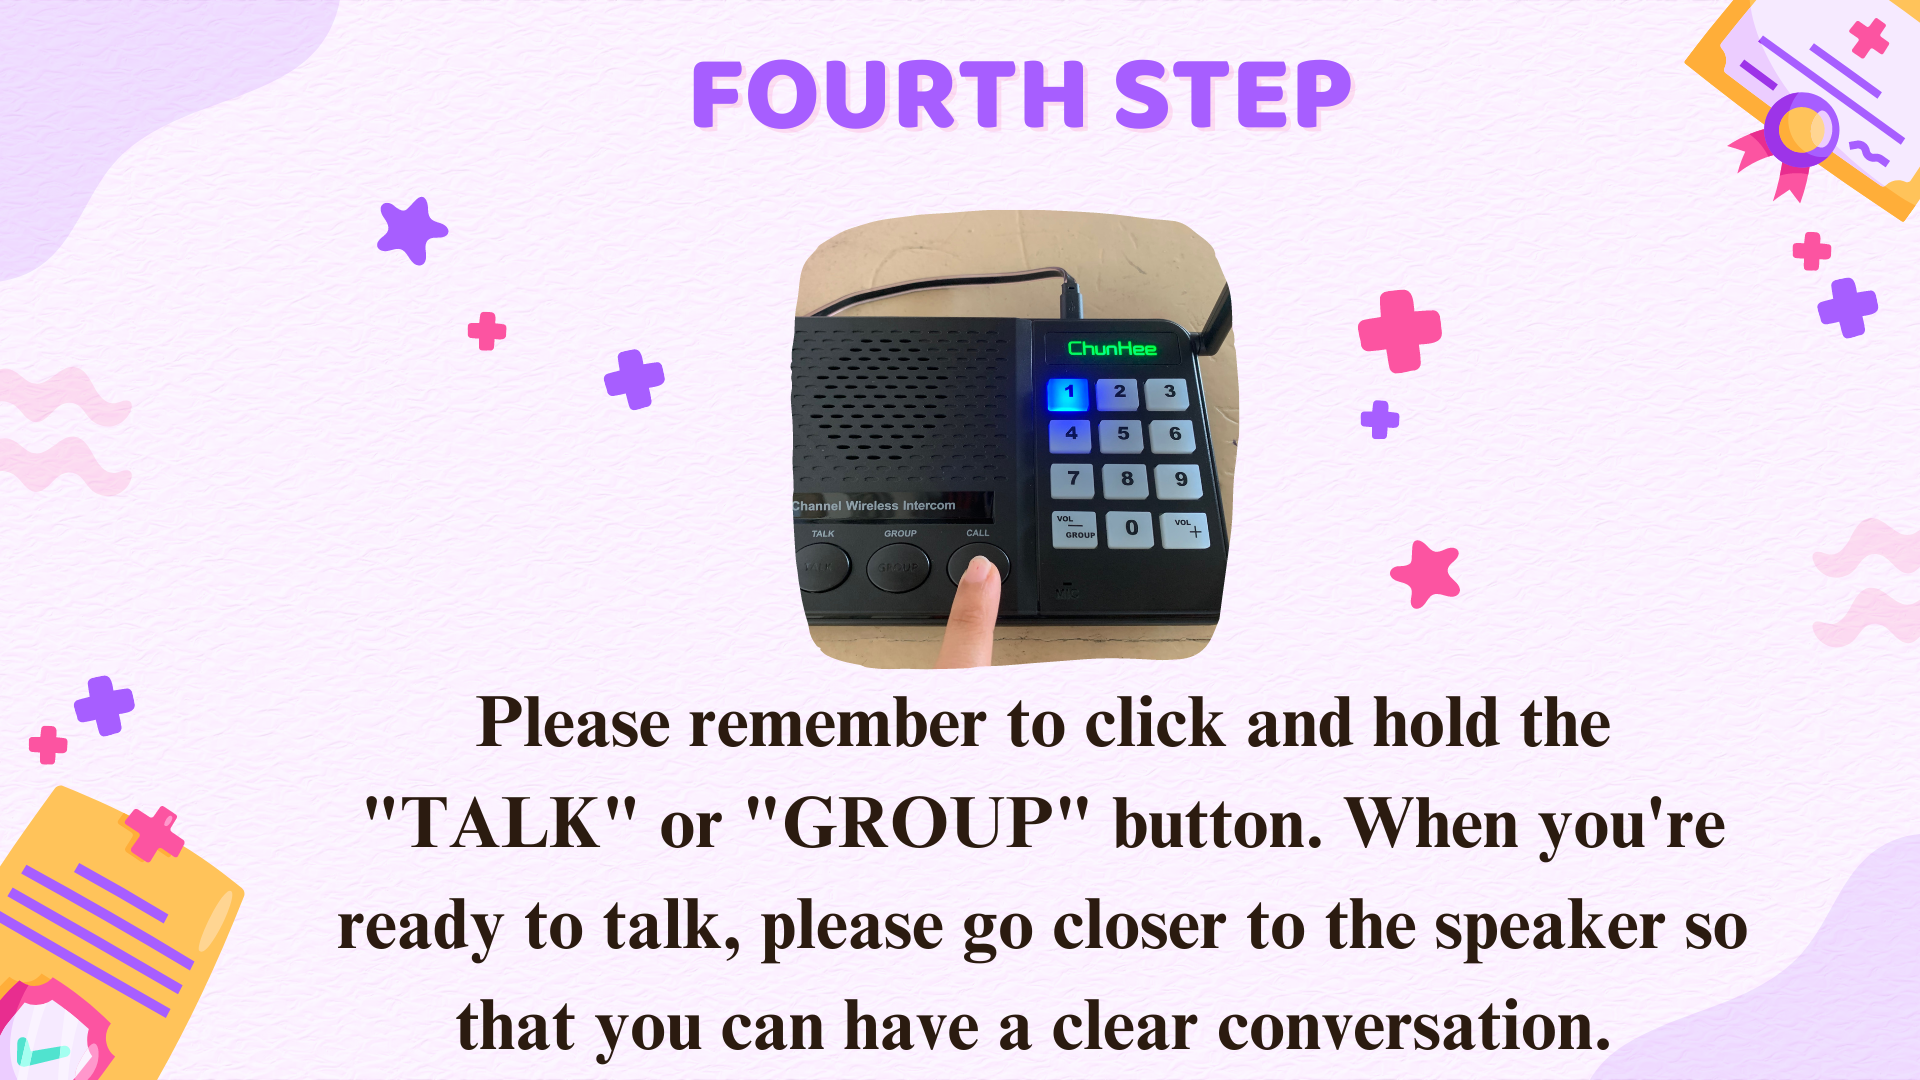 FOURTH STEP
ChunHee
1 2 3
4 5 6
7 8 9
VOL — GROUP 0 VOL +
Channel Wireless Intercom
TALK GROUP CALL
GROUP
MIC
Please remember to click and hold the
"TALK" or "GROUP" button. When you're
ready to talk, please go closer to the speaker so
that you can have a clear conversation.